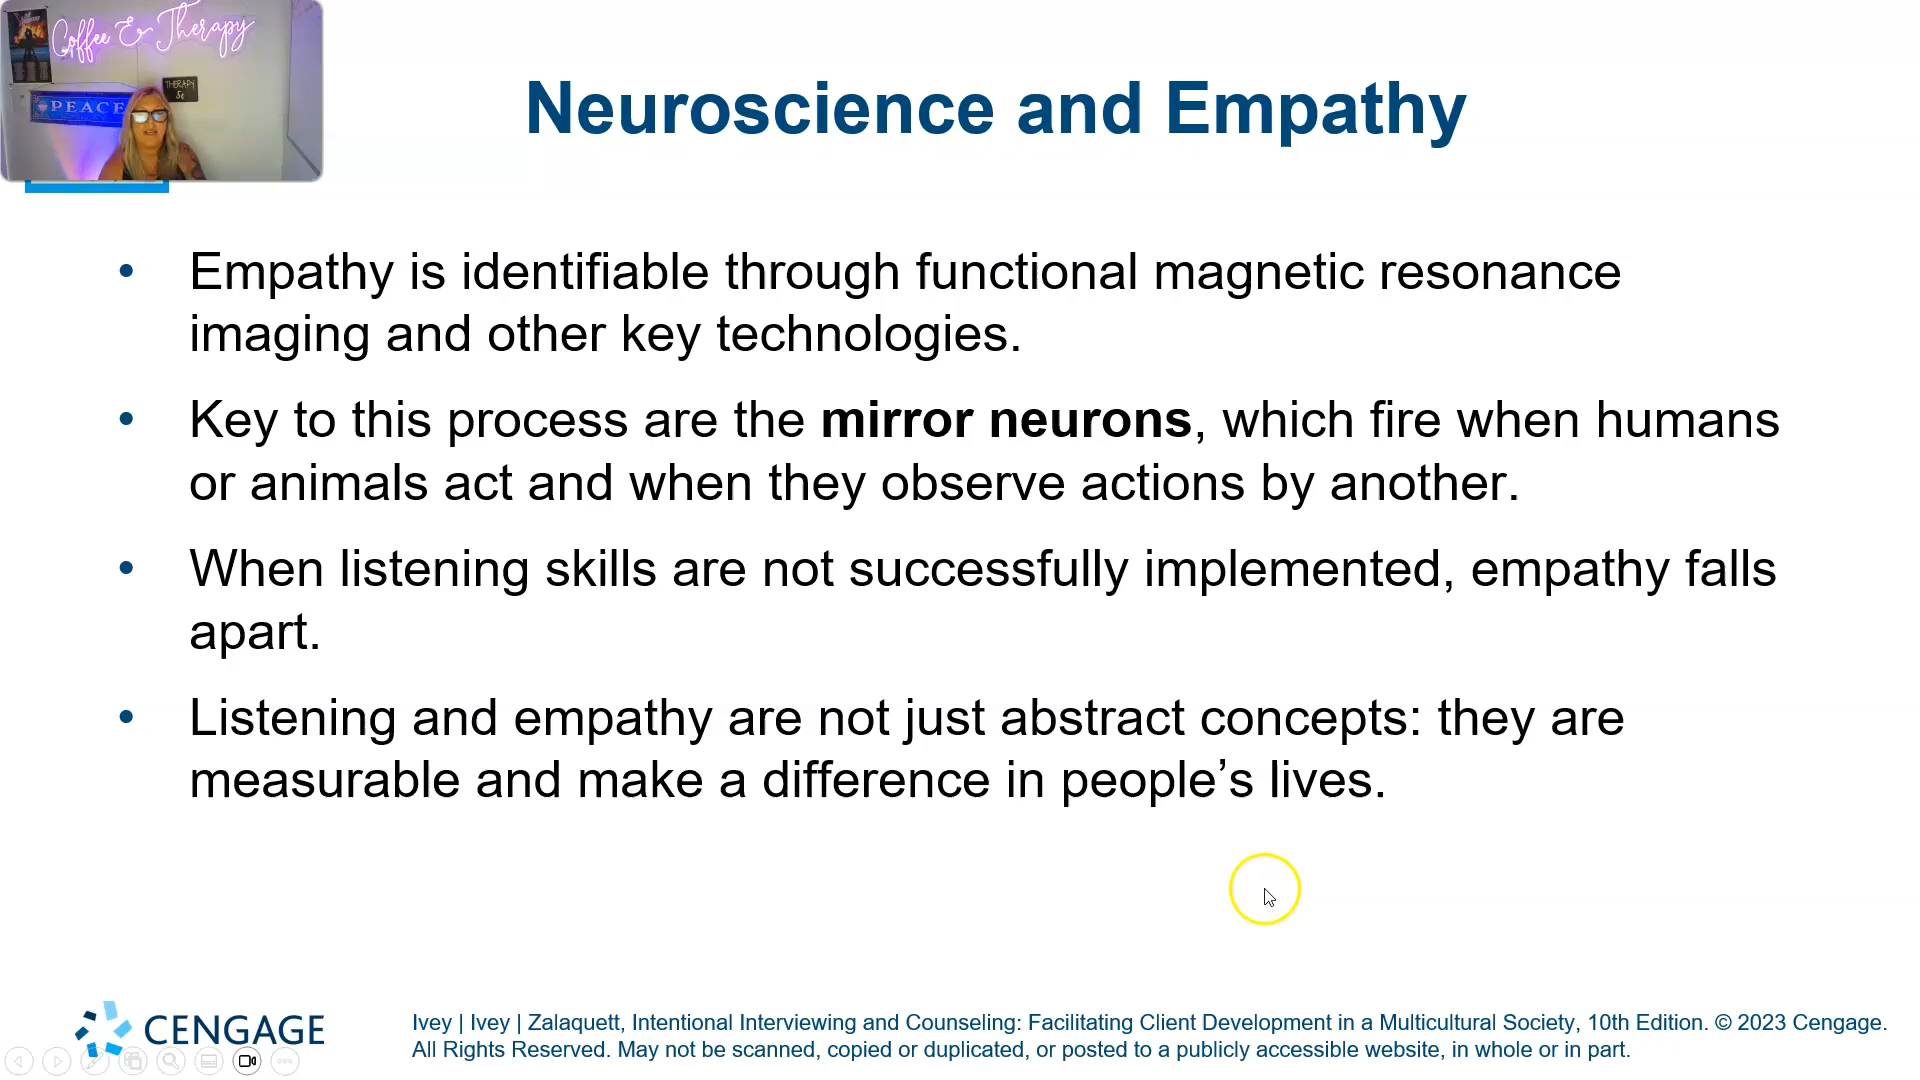 Coffee & Therapy
THERAPY
5¢
PEACE
Neuroscience and Empathy
• Empathy is identifiable through functional magnetic resonance
imaging and other key technologies.
• Key to this process are the mirror neurons, which fire when humans
or animals act and when they observe actions by another.
• When listening skills are not successfully implemented, empathy falls
apart.
• Listening and empathy are not just abstract concepts: they are
measurable and make a difference in people’s lives.
CENGAGE
Ivey | Ivey | Zalaquett, Intentional Interviewing and Counseling: Facilitating Client Development in a Multicultural Society, 10th Edition. © 2023 Cengage.
All Rights Reserved. May not be scanned, copied or duplicated, or posted to a publicly accessible website, in whole or in part.